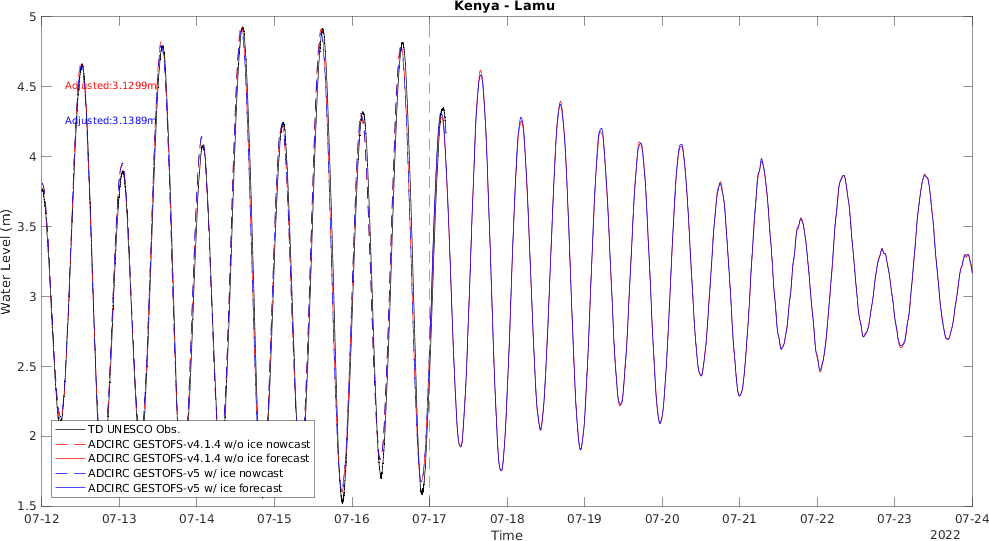 Kenya - Lamu
5
4.5
4
3.5
3
2.5
2
1.5
Water Level (m)
Adjusted:3.1299m
Adjusted:3.1389m
TD UNESCO Obs.
ADCIRC GESTOFS-v4.1.4 w/o ice nowcast
ADCIRC GESTOFS-v4.1.4 w/o ice forecast
ADCIRC GESTOFS-v5 w/ ice nowcast
ADCIRC GESTOFS-v5 w/ ice forecast
07-12 07-13 07-14 07-15 07-16 07-17 07-18 07-19 07-20 07-21 07-22 07-23 07-24
Time
2022